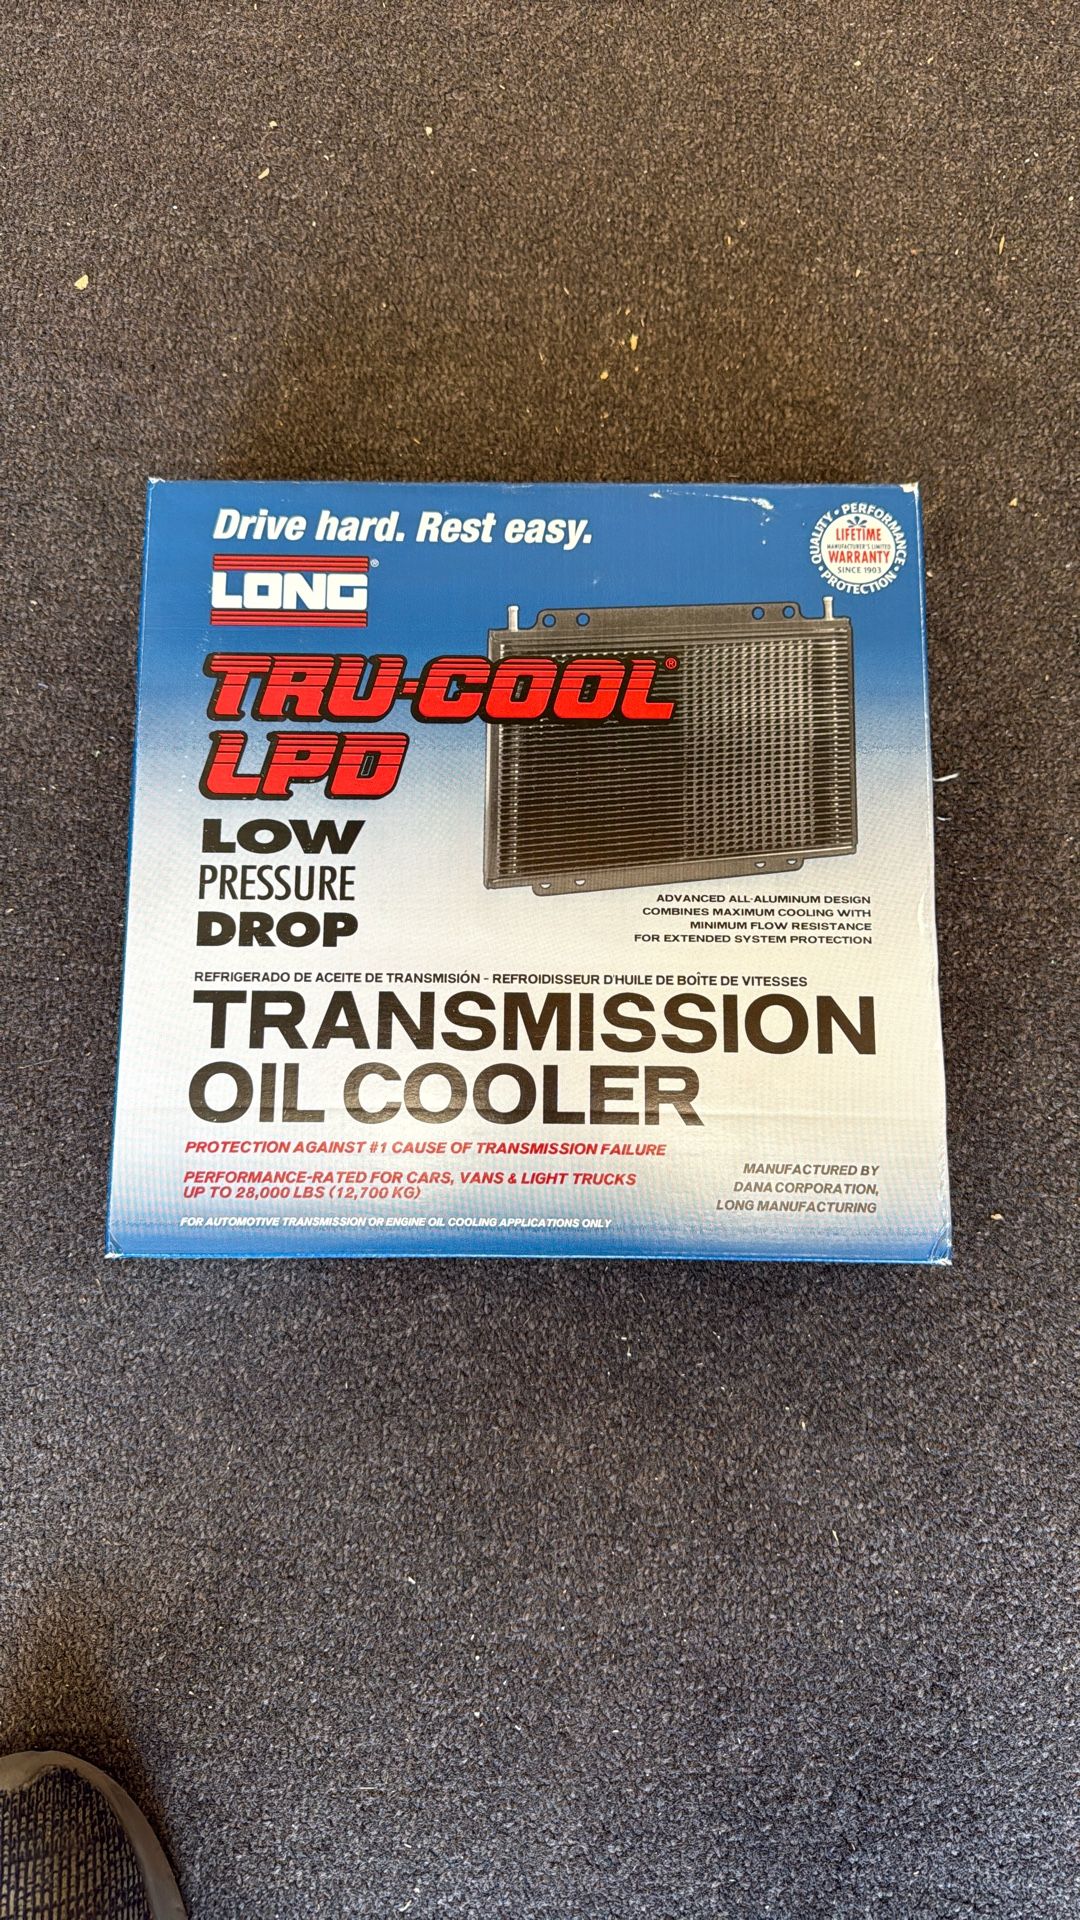 Drive hard. Rest easy.
LONG®
QUALITY • PERFORMANCE • PROTECTION
LIFETIME
MANUFACTURER'S LIMITED
WARRANTY
SINCE 1903
TRU-COOL®
LPD
LOW
PRESSURE
DROP
ADVANCED ALL-ALUMINUM DESIGN
COMBINES MAXIMUM COOLING WITH
MINIMUM FLOW RESISTANCE
FOR EXTENDED SYSTEM PROTECTION
REFRIGERADO DE ACEITE DE TRANSMISIÓN - REFROIDISSEUR D'HUILE DE BOÎTE DE VITESSES
TRANSMISSION
OIL COOLER
PROTECTION AGAINST #1 CAUSE OF TRANSMISSION FAILURE
PERFORMANCE-RATED FOR CARS, VANS & LIGHT TRUCKS
UP TO 28,000 LBS (12,700 KG)
MANUFACTURED BY
DANA CORPORATION,
LONG MANUFACTURING
FOR AUTOMOTIVE TRANSMISSION OR ENGINE OIL COOLING APPLICATIONS ONLY